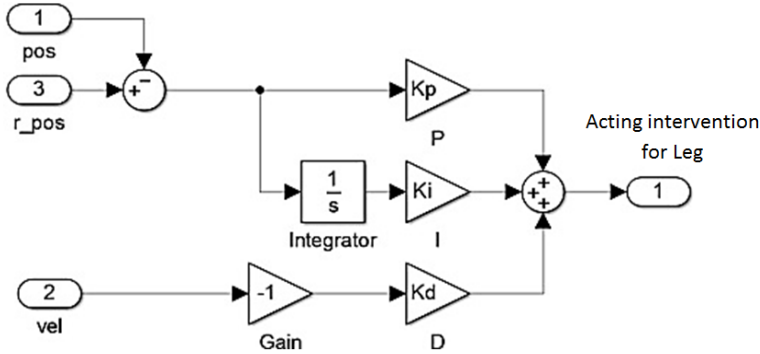 1
pos
3
r_pos
−
+
Kp
P
Acting intervention
for Leg
1
s
Integrator
Ki
I
+
+
+
1
2
vel
-1
Gain
Kd
D